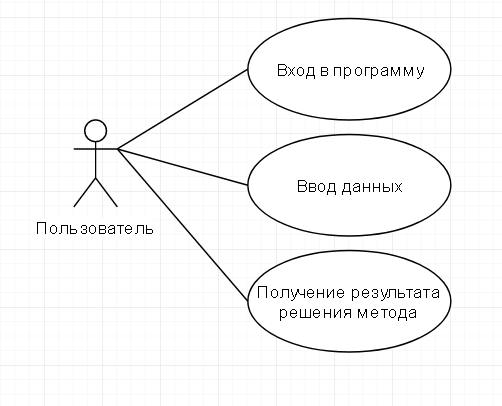 Вход в программу
Ввод данных
Пользователь
Получение результата
решения метода